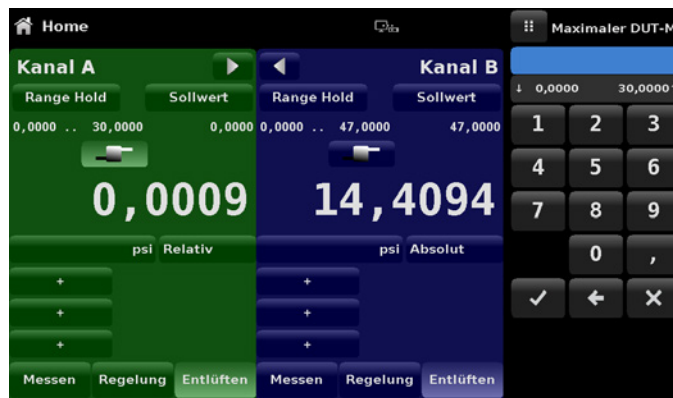 Home
Kanal A
Range Hold Sollwert
0,0000 .. 30,0000 0,0000
0,0009
psi Relativ
+
+
+
Messen Regelung Entlüften
Kanal B
Range Hold Sollwert
0,0000 .. 47,0000 47,0000
14,4094
psi Absolut
+
+
+
Messen Regelung Entlüften
Maximaler DUT-M
↓ 0,0000 30,0000
1 2 3
4 5 6
7 8 9
0 ,